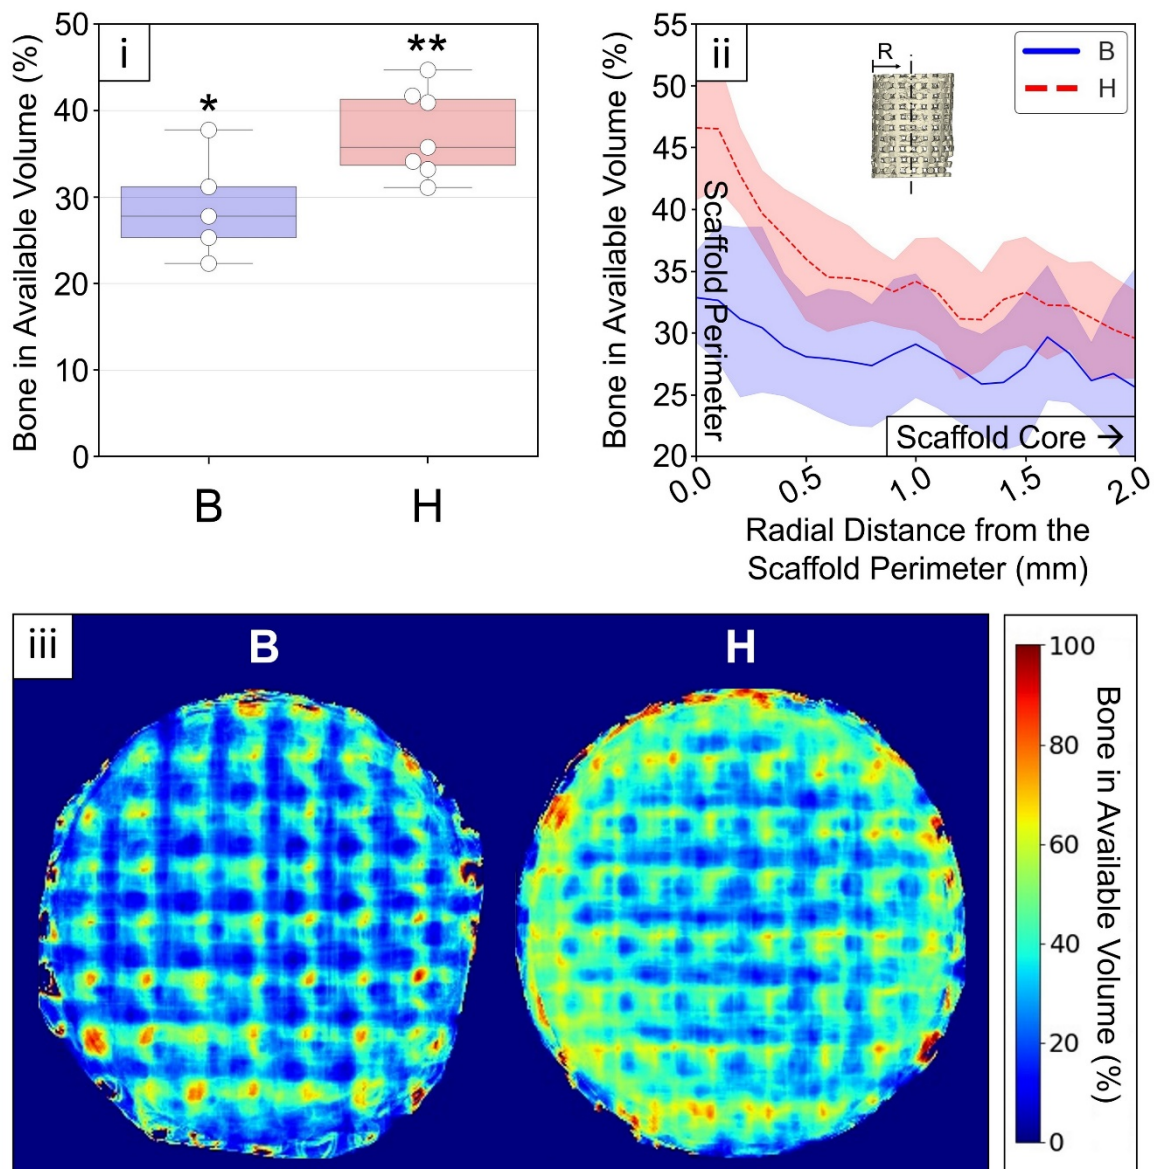 i
Bone in Available Volume (%)
50
40
30
20
10
0
*
**
B
H
ii
Bone in Available Volume (%)
55
50
45
40
35
30
25
20
R
B
H
Scaffold Perimeter
Scaffold Core →
0.0
0.5
1.0
1.5
2.0
Radial Distance from the
Scaffold Perimeter (mm)
iii
B
H
100
80
60
40
20
0
Bone in Available Volume (%)